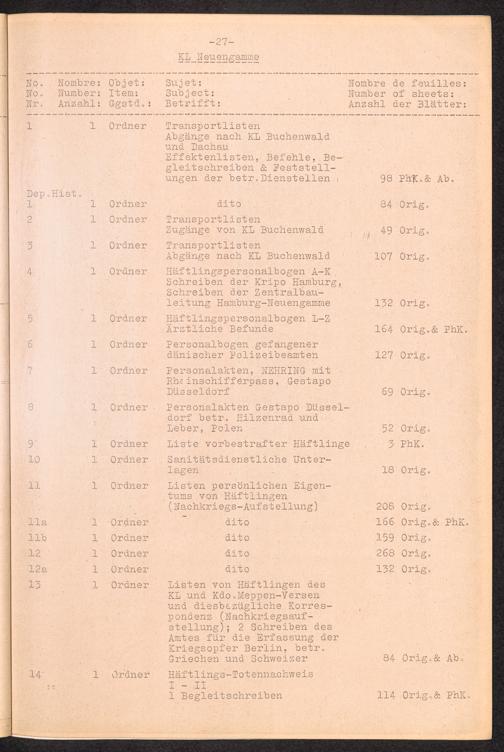 -27-
KL Neuengamme
No. Nombre: Objet: Sujet: Nombre de feuilles:
No. Number: Item: Subject: Number of sheets:
Nr. Anzahl: Ggstd.: Betrifft: Anzahl der Blätter:
1 1 Ordner Transportlisten
Abgänge nach KL Buchenwald
und Dachau
Effektenlisten, Befehle, Be-
gleitschreiben & Feststell-
ungen der betr.Dienstellen 98 PhK.& Ab.
Dep.Hist.
1 1 Ordner dito 84 Orig.
2 1 Ordner Transportlisten
Zugänge von KL Buchenwald 49 Orig.
3 1 Ordner Transportlisten
Abgänge nach KL Buchenwald 107 Orig.
4 1 Ordner Häftlingspersonalbogen A-K
Schreiben der Kripo Hamburg,
Schreiben der Zentralbau-
leitung Hamburg-Neuengamme 132 Orig.
5 1 Ordner Häftlingspersonalbogen L-Z
Ärztliche Befunde 164 Orig.& PhK.
6 1 Ordner Personalbogen gefangener
dänischer Polizeibeamten 127 Orig.
7 1 Ordner Personalakten, NEHRING mit
Rheinschifferpass, Gestapo
Düsseldorf 69 Orig.
8 1 Ordner Personalakten Gestapo Düssel-
dorf betr. Hilzenrad und
Leber, Polen 52 Orig.
9 1 Ordner Liste vorbestrafter Häftlinge 3 PhK.
10 1 Ordner Sanitätsdienstliche Unter-
lagen 18 Orig.
11 1 Ordner Listen persönlichen Eigen-
tums von Häftlingen
(Nachkriegs-Aufstellung) 208 Orig.
11a 1 Ordner dito 166 Orig.& PhK.
11b 1 Ordner dito 159 Orig.
12 1 Ordner dito 268 Orig.
12a 1 Ordner dito 132 Orig.
13 1 Ordner Listen von Häftlingen des
KL und Kdo.Meppen-Versen
und diesbezügliche Korres-
pondenz (Nachkriegsauf-
stellung); 2 Schreiben des
Amtes für die Erfassung der
Kriegsopfer Berlin, betr.
Griechen und Schweizer 84 Orig.& Ab.
14 1 Ordner Häftlings-Totennachweis
I - II
1 Begleitschreiben 114 Orig.& PhK.